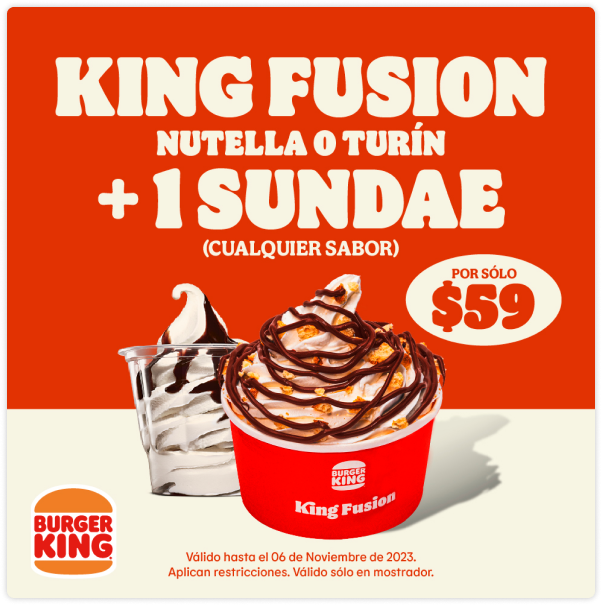 KING FUSION
NUTELLA O TURÍN
+ 1 SUNDAE
(CUALQUIER SABOR)
POR SÓLO
$59
BURGER
KING
King Fusion
BURGER
KING
Válido hasta el 06 de Noviembre de 2023.
Aplican restricciones. Válido sólo en mostrador.